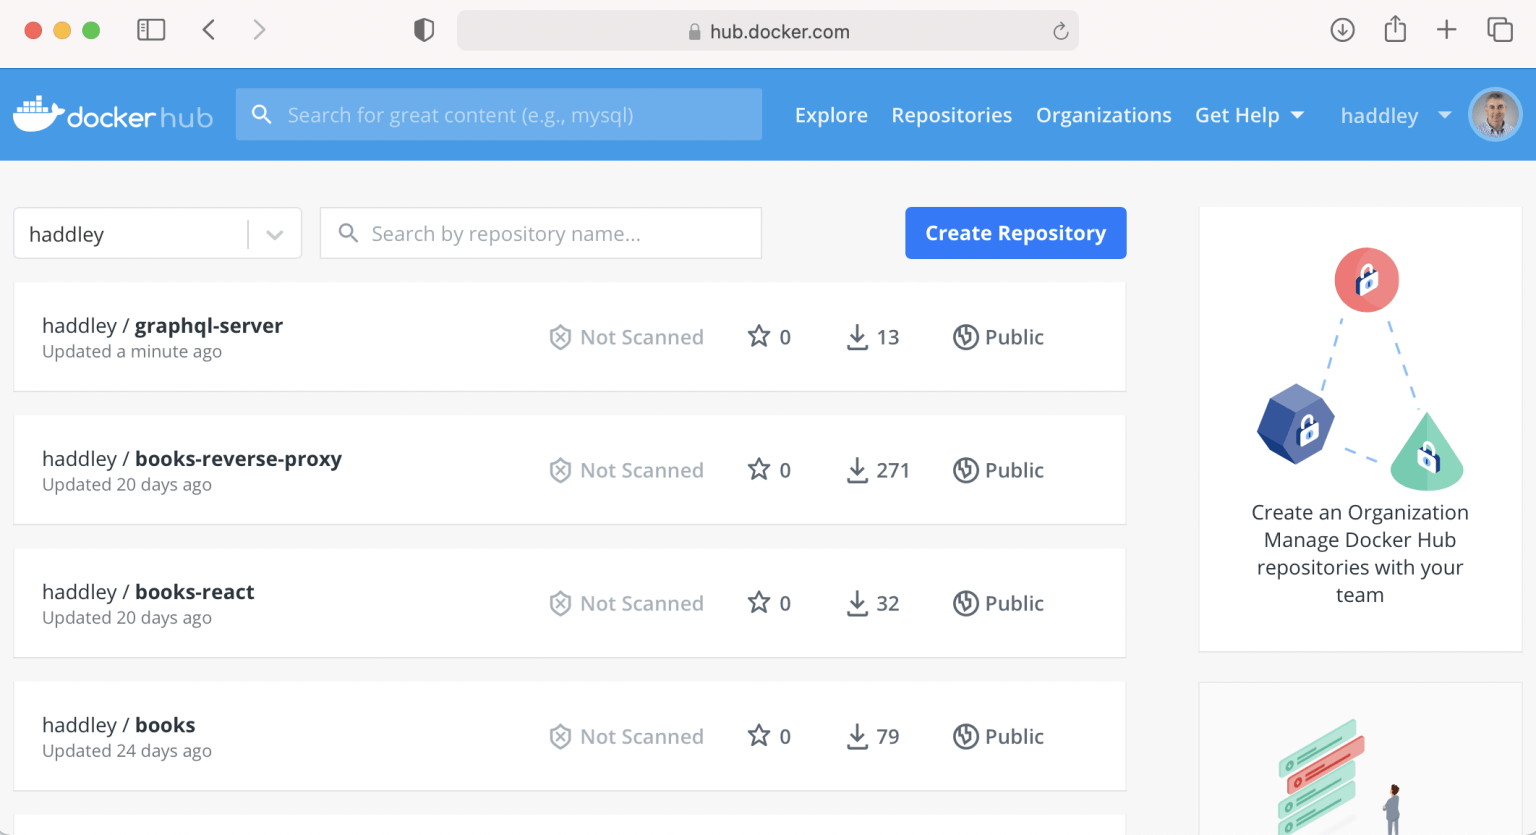 hub.docker.com
docker hub
Search for great content (e.g., mysql)
Explore
Repositories
Organizations
Get Help
haddley
haddley
Search by repository name...
Create Repository
haddley / graphql-server
Updated a minute ago
Not Scanned
0
13
Public
haddley / books-reverse-proxy
Updated 20 days ago
Not Scanned
0
271
Public
haddley / books-react
Updated 20 days ago
Not Scanned
0
32
Public
haddley / books
Updated 24 days ago
Not Scanned
0
79
Public
Create an Organization
Manage Docker Hub
repositories with your
team